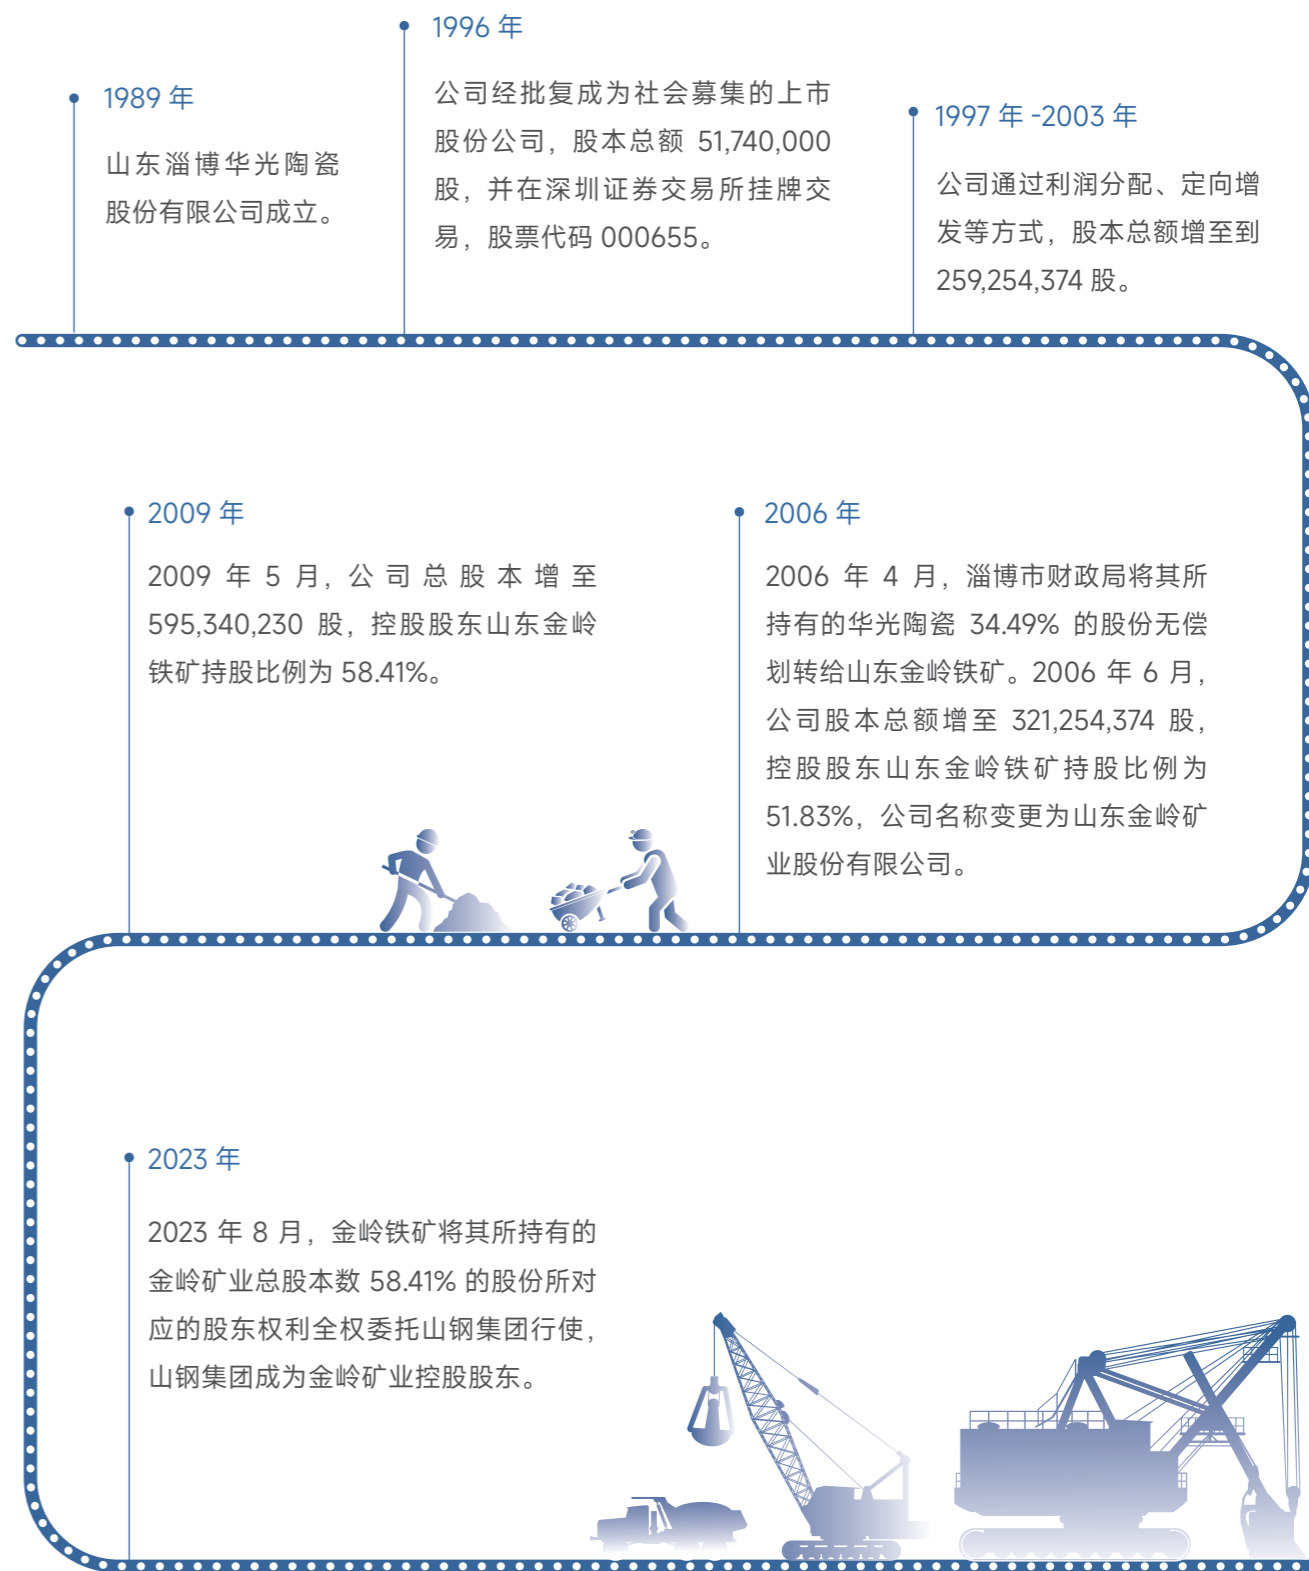 1989 年
山东淄博华光陶瓷
股份有限公司成立。
1996 年
公司经批复成为社会募集的上市
股份公司，股本总额 51,740,000
股，并在深圳证券交易所挂牌交
易，股票代码 000655。
1997 年 -2003 年
公司通过利润分配、定向增
发等方式，股本总额增至到
259,254,374 股。
2006 年
2006 年 4 月，淄博市财政局将其所
持有的华光陶瓷 34.49% 的股份无偿
划转给山东金岭铁矿。2006 年 6 月，
公司股本总额增至 321,254,374 股，
控股股东山东金岭铁矿持股比例为
51.83%，公司名称变更为山东金岭矿
业股份有限公司。
2009 年
2009 年 5 月，公司总股本增至
595,340,230 股，控股股东山东金岭
铁矿持股比例为 58.41%。
2023 年
2023 年 8 月，金岭铁矿将其所持有的
金岭矿业总股本数 58.41% 的股份所对
应的股东权利全权委托山钢集团行使，
山钢集团成为金岭矿业控股股东。